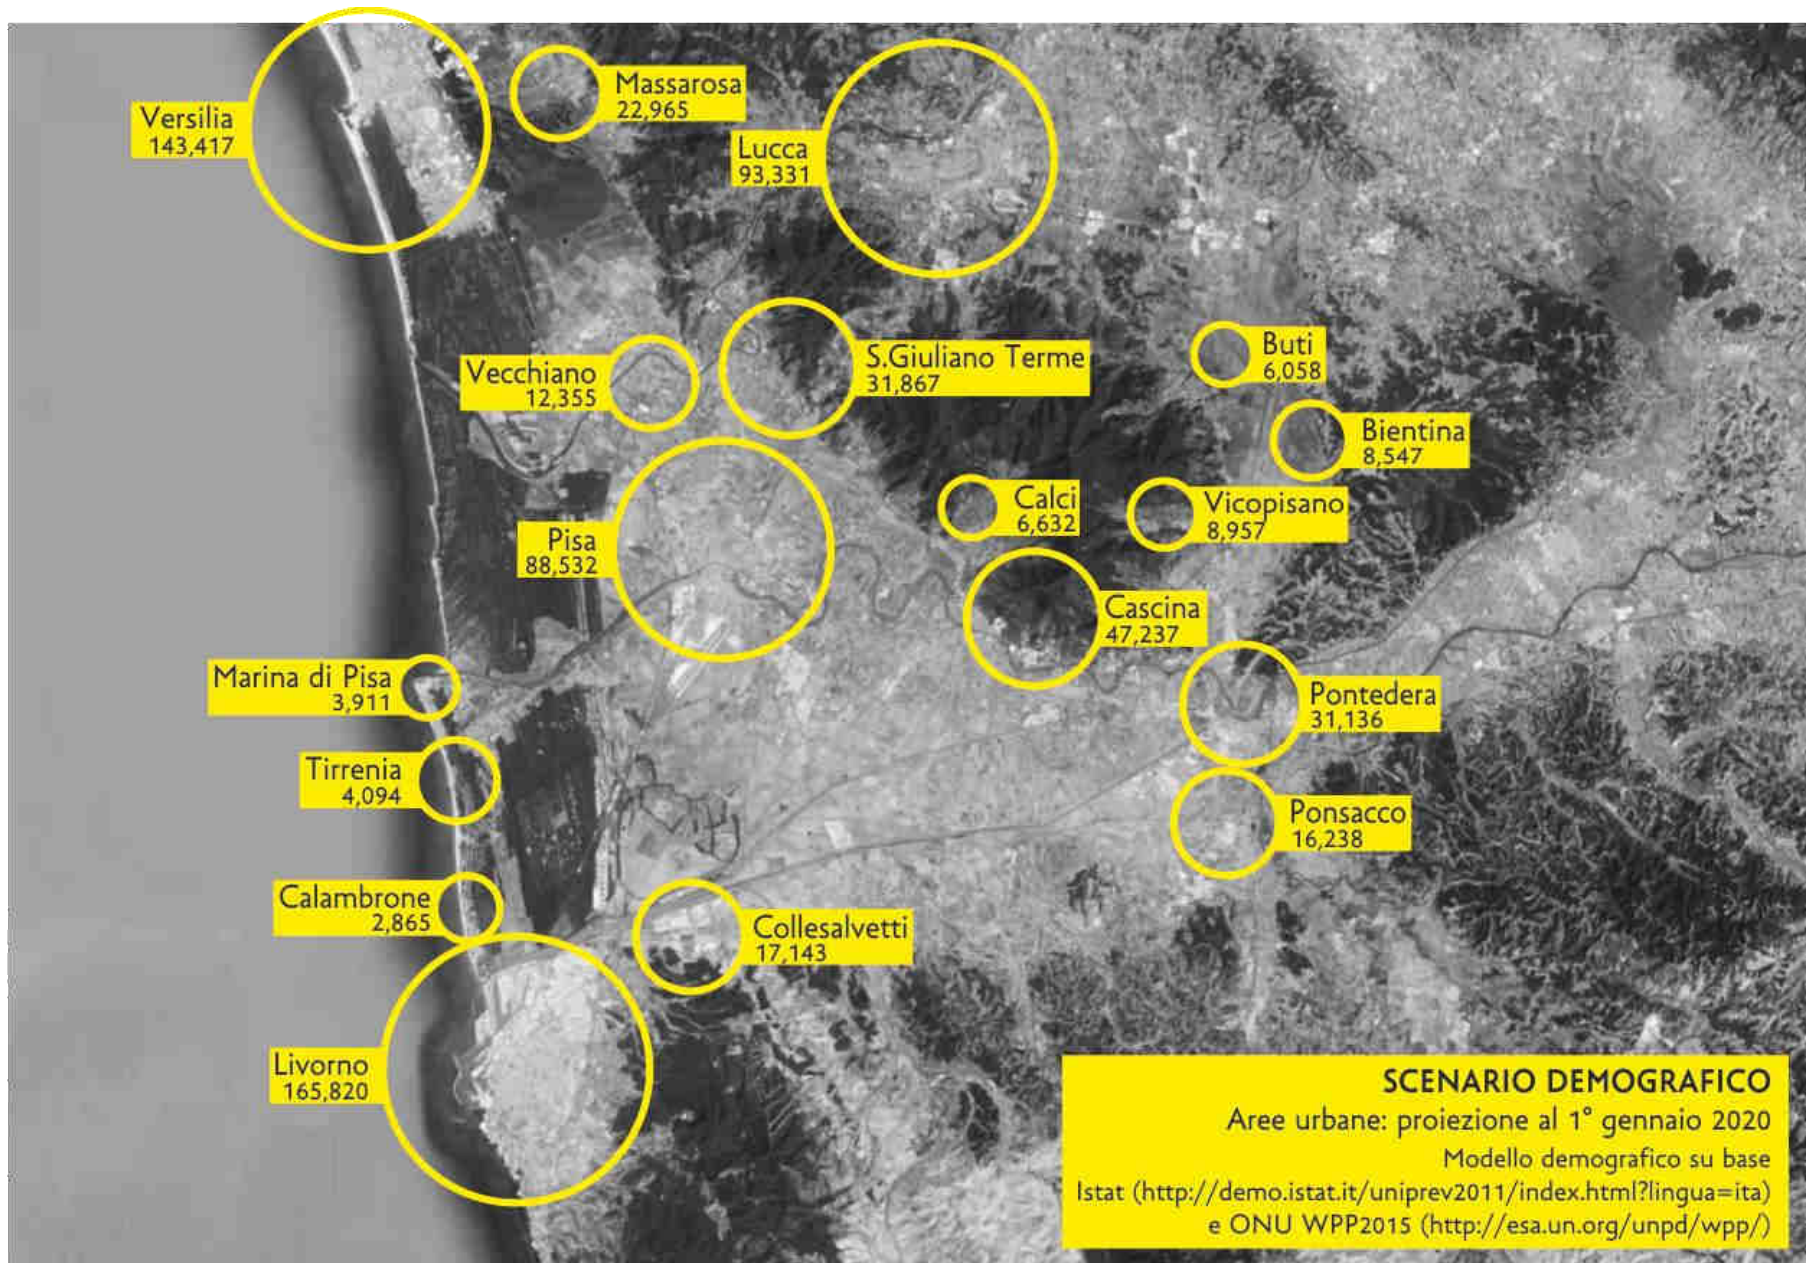 Versilia
143,417
Massarosa
22,965
Lucca
93,331
Vecchiano
12,355
S.Giuliano Terme
31,867
Buti
6,058
Bientina
8,547
Calci
6,632
Vicopisano
8,957
Pisa
88,532
Cascina
47,237
Marina di Pisa
3,911
Pontedera
31,136
Tirrenia
4,094
Ponsacco
16,238
Calambrone
2,865
Collesalvetti
17,143
Livorno
165,820
SCENARIO DEMOGRAFICO
Aree urbane: proiezione al 1° gennaio 2020
Modello demografico su base
Istat (http://demo.istat.it/uniprev2011/index.html?lingua=ita)
e ONU WPP2015 (http://esa.un.org/unpd/wpp/)